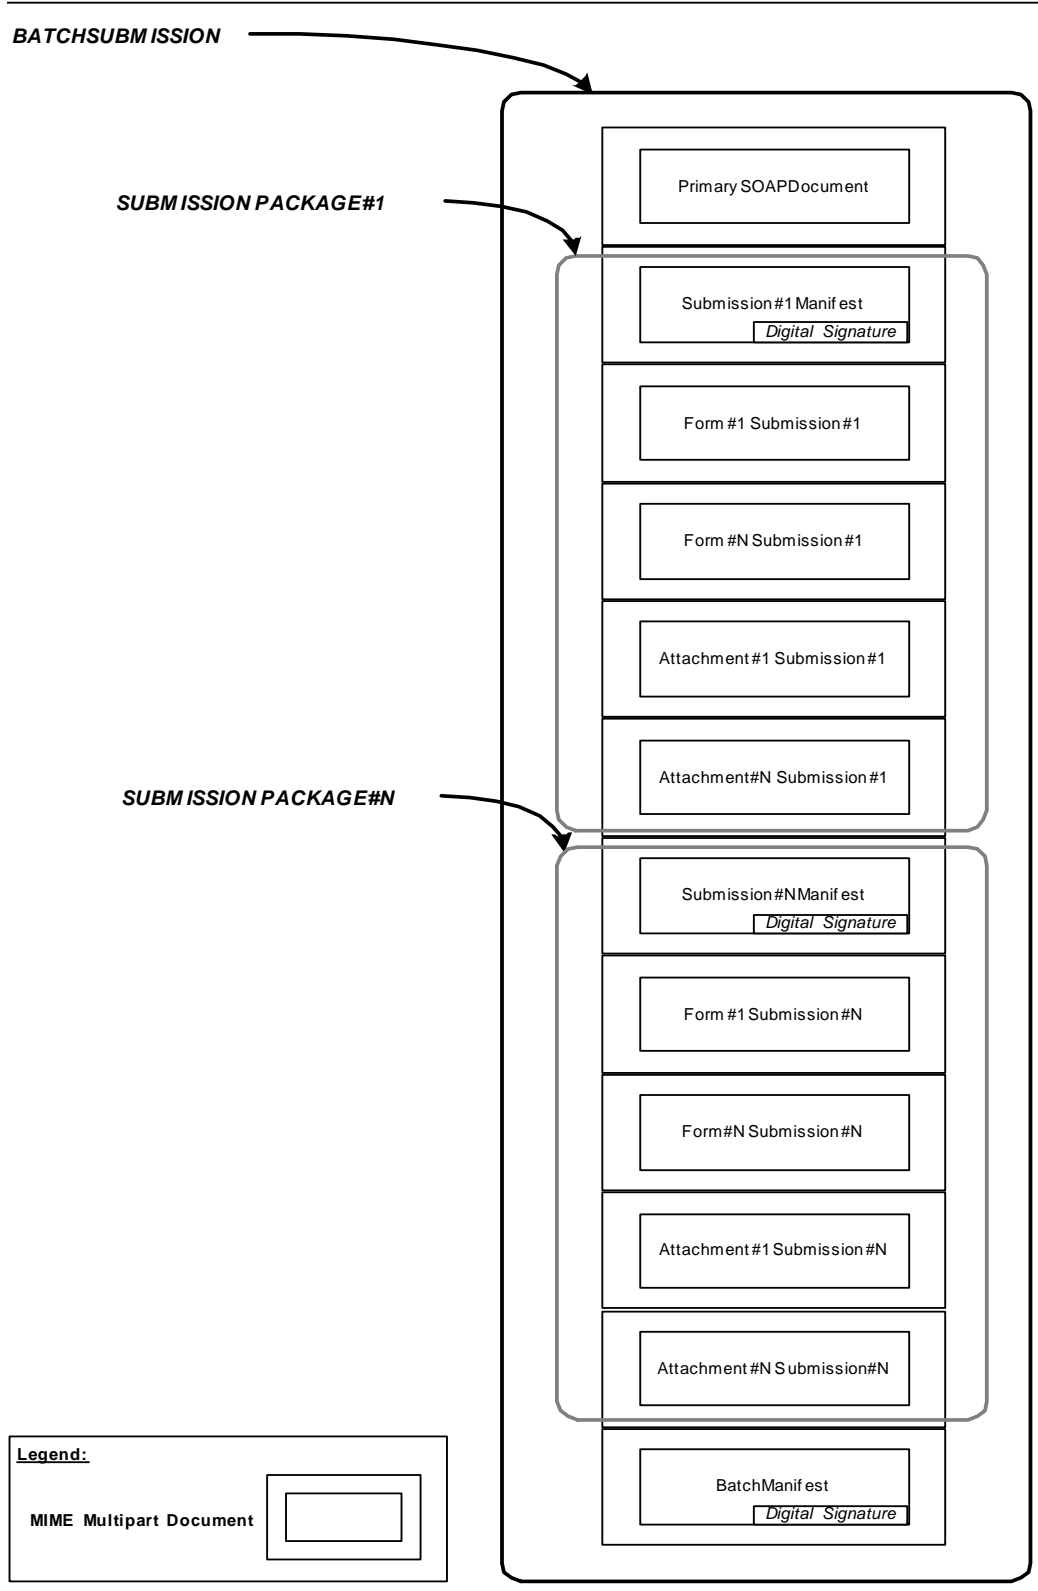 BATCHSUBMISSION
Primary SOAPDocument
SUBMISSION PACKAGE#1
Submission#1Manifest
Digital Signature
Form #1 Submission#1
Form #N Submission#1
Attachment#1 Submission#1
Attachment#N Submission#1
SUBMISSION PACKAGE#N
Submission#NManifest
Digital Signature
Form #1 Submission#N
Form#N Submission#N
Attachment#1 Submission#N
Attachment#N Submission#N
Legend:
MIME Multipart Document
BatchManifest
Digital Signature